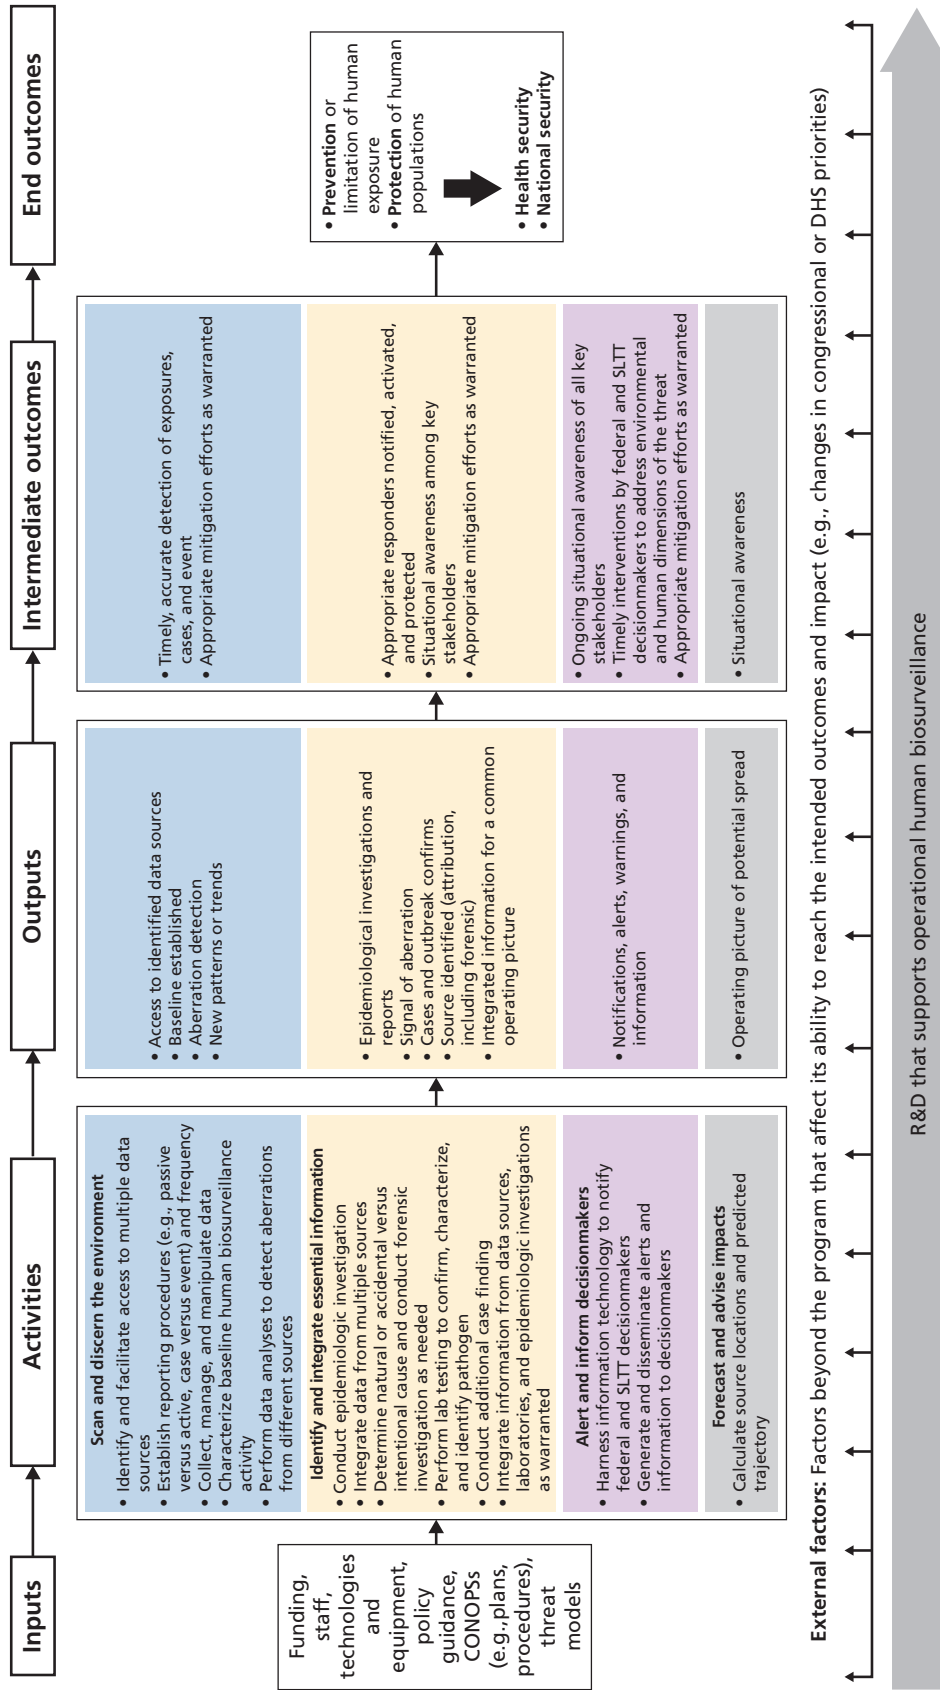 Inputs
Activities
Outputs
Intermediate outcomes
End outcomes
Funding,
staff,
technologies
and
equipment,
policy
guidance,
CONOPSs
(e.g.,plans,
procedures),
threat
models
Scan and discern the environment
• Identify and facilitate access to multiple data
sources
• Establish reporting procedures (e.g., passive
versus active, case versus event) and frequency
• Collect, manage, and manipulate data
• Characterize baseline human biosurveillance
activity
• Perform data analyses to detect aberrations
from different sources
Identify and integrate essential information
• Conduct epidemiologic investigation
• Integrate data from multiple sources
• Determine natural or accidental versus
intentional cause and conduct forensic
investigation as needed
• Perform lab testing to confirm, characterize,
and identify pathogen
• Conduct additional case finding
• Integrate information from data sources,
laboratories, and epidemiologic investigations
as warranted
Alert and inform decisionmakers
• Harness information technology to notify
federal and SLTT decisionmakers
• Generate and disseminate alerts and
information to decisionmakers
Forecast and advise impacts
• Calculate source locations and predicted
trajectory
• Access to identified data sources
• Baseline established
• Aberration detection
• New patterns or trends
• Epidemiological investigations and
reports
• Signal of aberration
• Cases and outbreak confirms
• Source identified (attribution,
including forensic)
• Integrated information for a common
operating picture
• Notifications, alerts, warnings, and
information
• Operating picture of potential spread
• Timely, accurate detection of exposures,
cases, and event
• Appropriate mitigation efforts as warranted
• Appropriate responders notified, activated,
and protected
• Situational awareness among key
stakeholders
• Appropriate mitigation efforts as warranted
• Ongoing situational awareness of all key
stakeholders
• Timely interventions by federal and SLTT
decisionmakers to address environmental
and human dimensions of the threat
• Appropriate mitigation efforts as warranted
• Situational awareness
• Prevention or
limitation of human
exposure
• Protection of human
populations
• Health security
• National security
External factors: Factors beyond the program that affect its ability to reach the intended outcomes and impact (e.g., changes in congressional or DHS priorities)
R&D that supports operational human biosurveillance